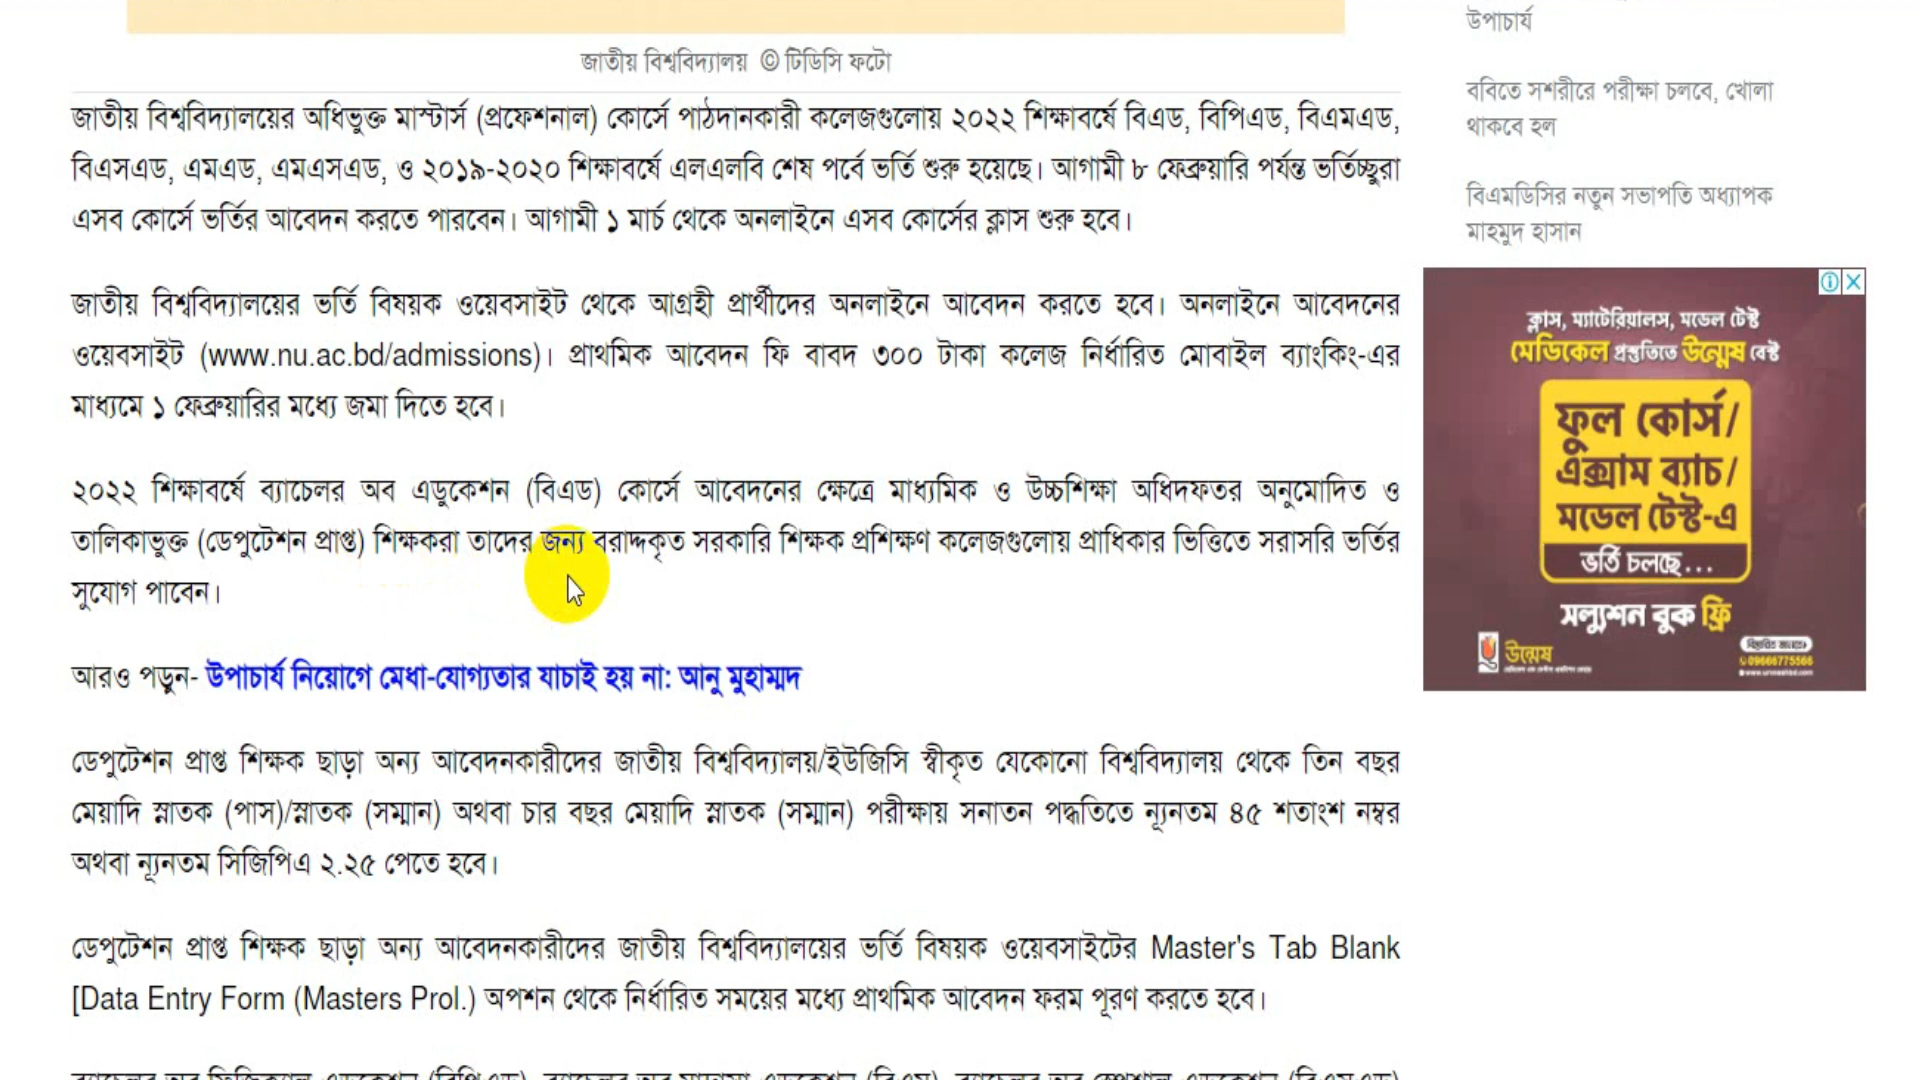 উপাচার্য
জাতীয় বিশ্ববিদ্যালয় © টিডিসি ফটো
জাতীয় বিশ্ববিদ্যালয়ের অধিভুক্ত মাস্টার্স (প্রফেশনাল) কোর্সে পাঠদানকারী কলেজগুলোয় ২০২২ শিক্ষাবর্ষে বিএড, বিপিএড, বিএমএড,
বিএসএড, এমএড, এমএসএড, ও ২০১৯-২০২০ শিক্ষাবর্ষে এলএলবি শেষ পর্বে ভর্তি শুরু হয়েছে। আগামী ৮ ফেব্রুয়ারি পর্যন্ত ভর্তিচ্ছুরা
এসব কোর্সে ভর্তির আবেদন করতে পারবেন। আগামী ১ মার্চ থেকে অনলাইনে এসব কোর্সের ক্লাস শুরু হবে।
জাতীয় বিশ্ববিদ্যালয়ের ভর্তি বিষয়ক ওয়েবসাইট থেকে আগ্রহী প্রার্থীদের অনলাইনে আবেদন করতে হবে। অনলাইনে আবেদনের
ওয়েবসাইট (www.nu.ac.bd/admissions)। প্রাথমিক আবেদন ফি বাবদ ৩০০ টাকা কলেজ নির্ধারিত মোবাইল ব্যাংকিং-এর
মাধ্যমে ১ ফেব্রুয়ারির মধ্যে জমা দিতে হবে।
২০২২ শিক্ষাবর্ষে ব্যাচেলর অব এডুকেশন (বিএড) কোর্সে আবেদনের ক্ষেত্রে মাধ্যমিক ও উচ্চশিক্ষা অধিদফতর অনুমোদিত ও
তালিকাভুক্ত (ডেপুটেশন প্রাপ্ত) শিক্ষকরা তাদের জন্য বরাদ্দকৃত সরকারি শিক্ষক প্রশিক্ষণ কলেজগুলোয় প্রাধিকার ভিত্তিতে সরাসরি ভর্তির
সুযোগ পাবেন।
আরও পড়ুন- উপাচার্য নিয়োগে মেধা-যোগ্যতার যাচাই হয় না: আনু মুহাম্মদ
ডেপুটেশন প্রাপ্ত শিক্ষক ছাড়া অন্য আবেদনকারীদের জাতীয় বিশ্ববিদ্যালয়/ইউজিসি স্বীকৃত যেকোনো বিশ্ববিদ্যালয় থেকে তিন বছর
মেয়াদি স্নাতক (পাস)/স্নাতক (সম্মান) অথবা চার বছর মেয়াদি স্নাতক (সম্মান) পরীক্ষায় সনাতন পদ্ধতিতে ন্যূনতম ৪৫ শতাংশ নম্বর
অথবা ন্যূনতম সিজিপিএ ২.২৫ পেতে হবে।
ডেপুটেশন প্রাপ্ত শিক্ষক ছাড়া অন্য আবেদনকারীদের জাতীয় বিশ্ববিদ্যালয়ের ভর্তি বিষয়ক ওয়েবসাইটের Master's Tab Blank
[Data Entry Form (Masters Prol.) অপশন থেকে নির্ধারিত সময়ের মধ্যে প্রাথমিক আবেদন ফরম পূরণ করতে হবে।
ববিতে সশরীরে পরীক্ষা চলবে, খোলা
থাকবে হল
বিএমডিসির নতুন সভাপতি অধ্যাপক
মাহমুদ হাসান
ক্লাস, ম্যাটেরিয়ালস, মডেল টেস্ট
মেডিকেল প্রস্তুতিতে উন্মেষ বেস্ট
ফুল কোর্স/
এক্সাম ব্যাচ/
মডেল টেস্ট-এ
ভর্তি চলছে...
সল্যুশন বুক ফ্রি
উন্মেষ
09666775566